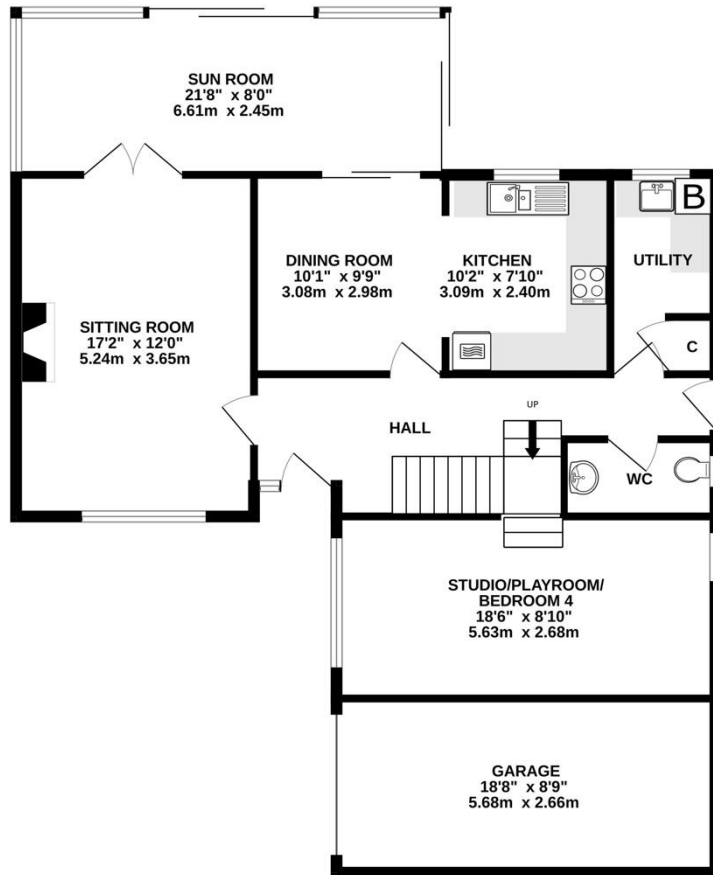 SUN ROOM
21'8" x 8'0"
6.61m x 2.45m
B
DINING ROOM
10'1" x 9'9"
3.08m x 2.98m
KITCHEN
10'2" x 7'10"
3.09m x 2.40m
UTILITY
SITTING ROOM
17'2" x 12'0"
5.24m x 3.65m
C
UP
HALL
WC
STUDIO/PLAYROOM/
BEDROOM 4
18'6" x 8'10"
5.63m x 2.68m
GARAGE
18'8" x 8'9"
5.68m x 2.66m